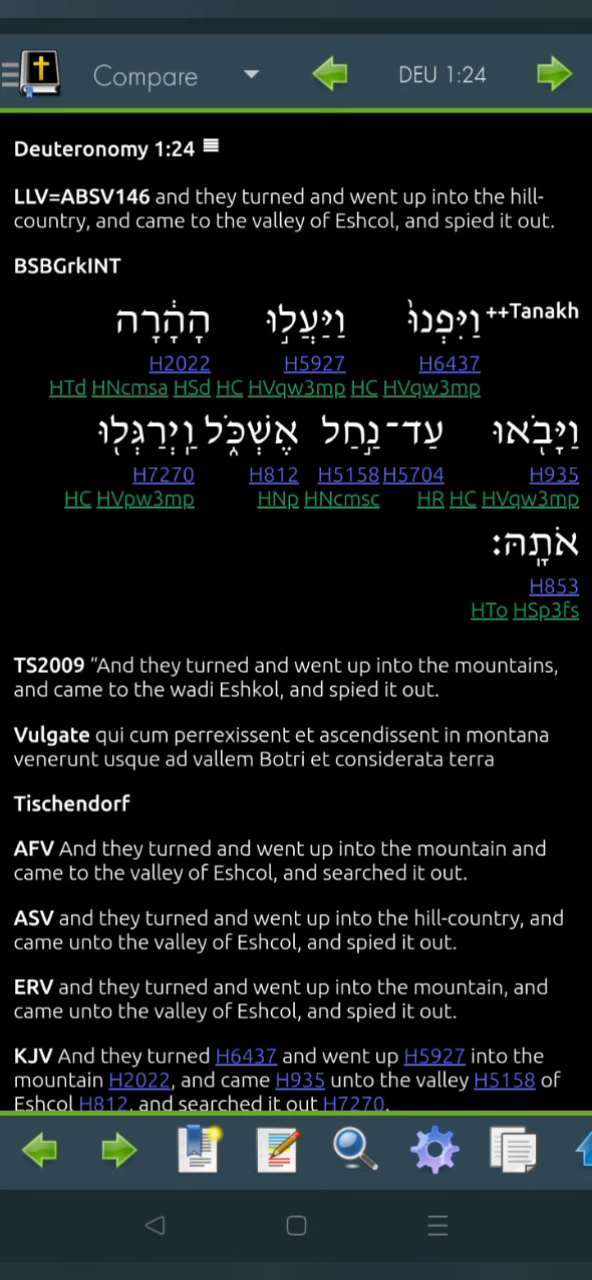 Compare DEU 1:24
Deuteronomy 1:24
LLV=ABSV146 and they turned and went up into the hill-
country, and came to the valley of Eshcol, and spied it out.
BSBGrkINT
++Tanakh וַיִּפְנוּ֙ וַיַּעֲל֣וּ הָהָ֔רָה
H2022 H5927 H6437
HTd HNcmsa HSd HC HVqw3mp HC HVqw3mp
וַיָּבֹ֖אוּ עַד־נַ֣חַל אֶשְׁכֹּ֑ל וַֽיְרַגְּל֖וּ
H7270 H812 H5158 H5704 H935
HC HVpw3mp HNp HNcmsc HR HC HVqw3mp
אֹתָֽהּ׃
H853
HTo HSp3fs
TS2009 “And they turned and went up into the mountains,
and came to the wadi Eshkol, and spied it out.
Vulgate qui cum perrexissent et ascendissent in montana
venerunt usque ad vallem Botri et considerata terra
Tischendorf
AFV And they turned and went up into the mountain and
came to the valley of Eshcol, and searched it out.
ASV and they turned and went up into the hill-country, and
came unto the valley of Eshcol, and spied it out.
ERV and they turned and went up into the mountain, and
came unto the valley of Eshcol, and spied it out.
KJV And they turned H6437 and went up H5927 into the
mountain H2022, and came H935 unto the valley H5158 of
Eshcol H812, and searched it out H7270.